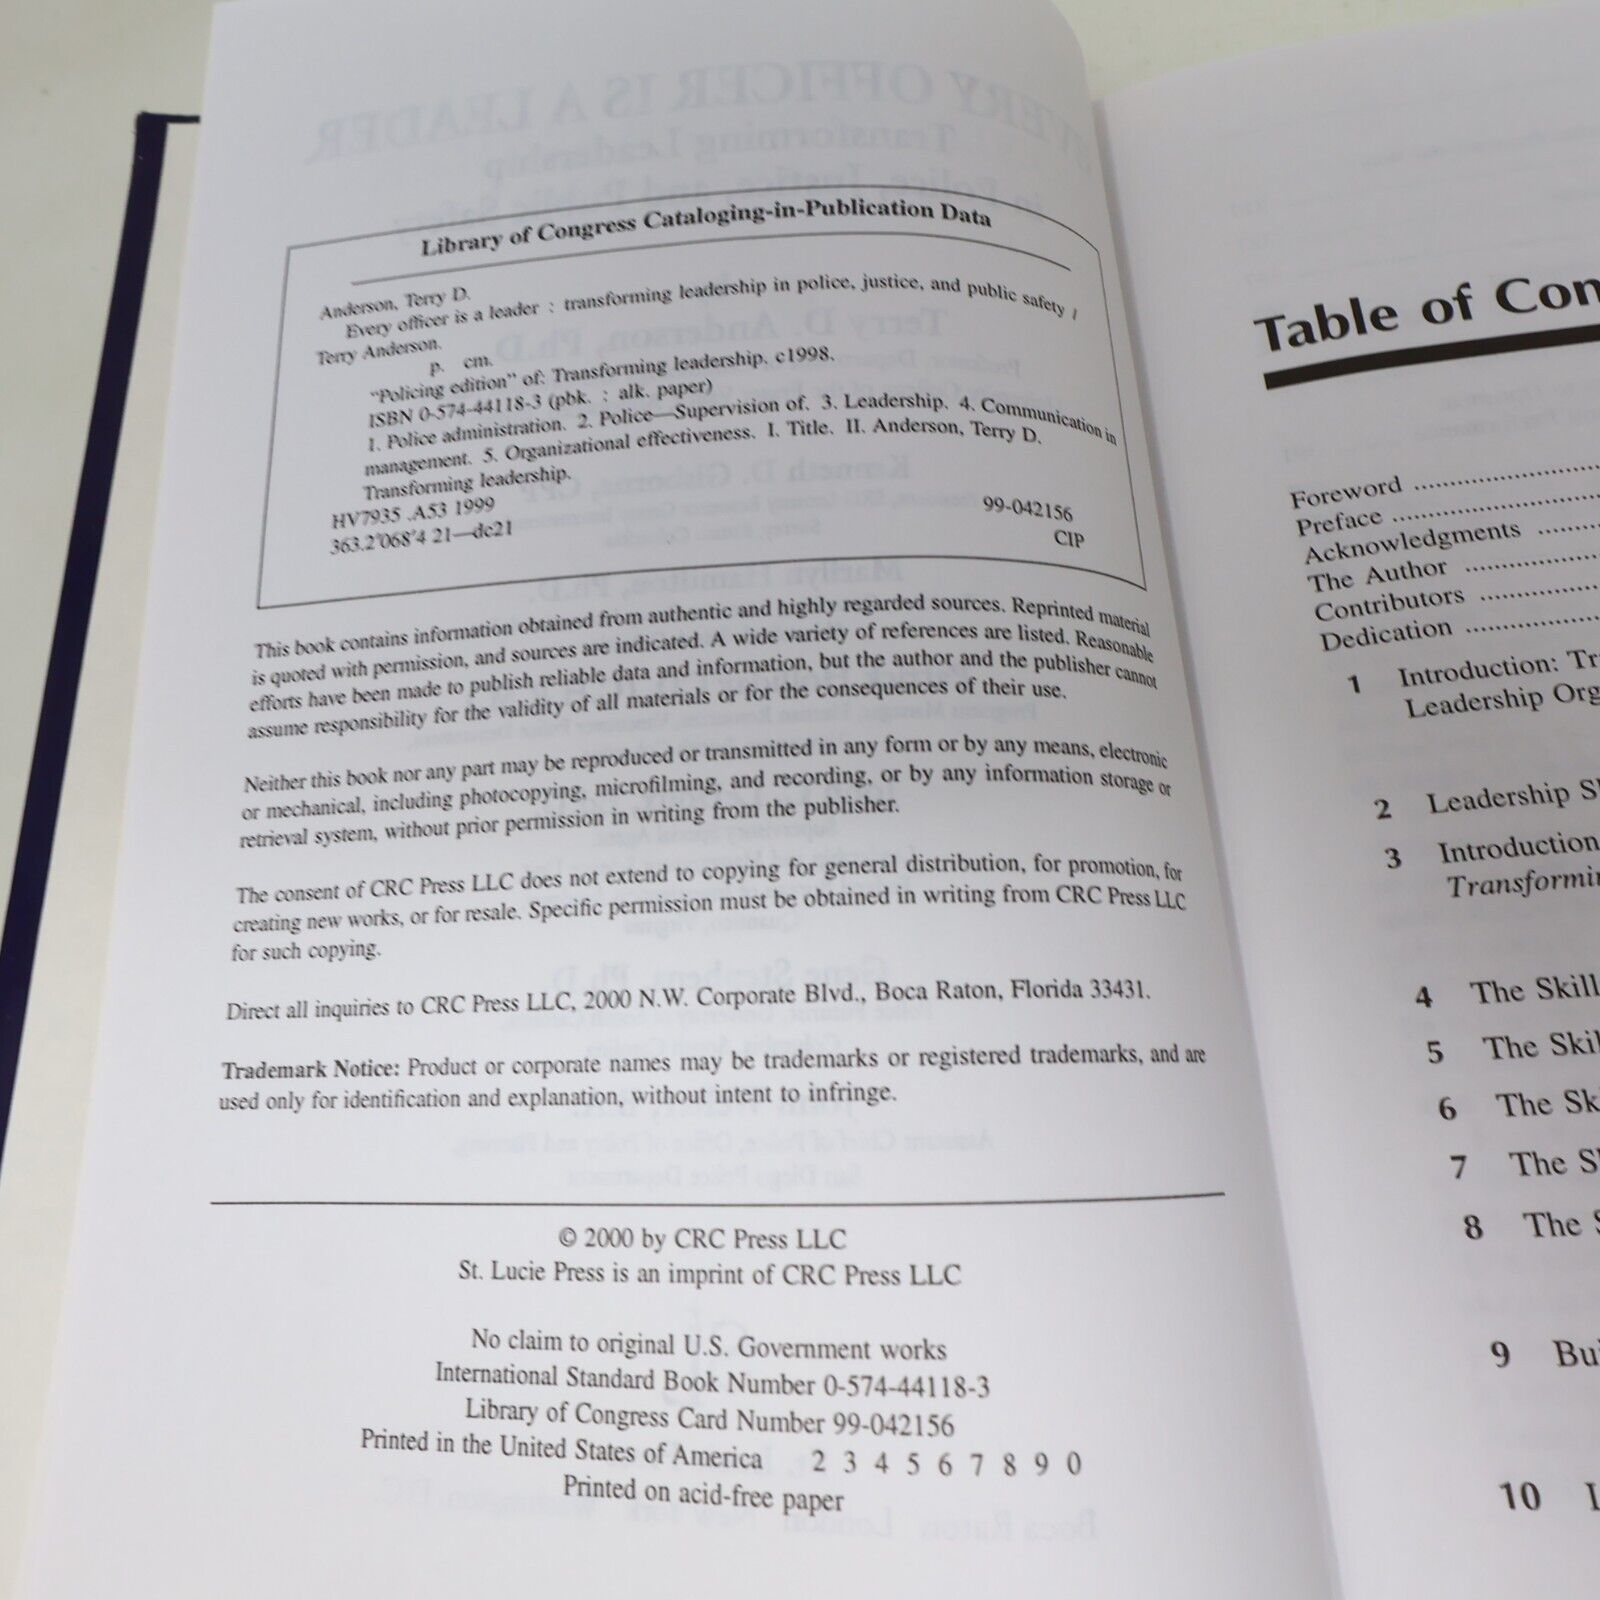 Library of Congress Cataloging-in-Publication Data
Anderson, Terry D.
Every officer is a leader : transforming leadership in police, justice, and public safety /
Terry Anderson.
p. cm.
"Policing edition" of: Transforming leadership. c1998.
ISBN 0-574-44118-3 (pbk. : alk. paper)
1. Police administration. 2. Police—Supervision of. 3. Leadership. 4. Communication in
management. 5. Organizational effectiveness. I. Title. II. Anderson, Terry D.
Transforming leadership.
HV7935 .A53 1999
363.2'068'4 21—dc21
99-042156
CIP
This book contains information obtained from authentic and highly regarded sources. Reprinted material
is quoted with permission, and sources are indicated. A wide variety of references are listed. Reasonable
efforts have been made to publish reliable data and information, but the author and the publisher cannot
assume responsibility for the validity of all materials or for the consequences of their use.
Neither this book nor any part may be reproduced or transmitted in any form or by any means, electronic
or mechanical, including photocopying, microfilming, and recording, or by any information storage or
retrieval system, without prior permission in writing from the publisher.
The consent of CRC Press LLC does not extend to copying for general distribution, for promotion, for
creating new works, or for resale. Specific permission must be obtained in writing from CRC Press LLC
for such copying.
Direct all inquiries to CRC Press LLC, 2000 N.W. Corporate Blvd., Boca Raton, Florida 33431.
Trademark Notice: Product or corporate names may be trademarks or registered trademarks, and are
used only for identification and explanation, without intent to infringe.
© 2000 by CRC Press LLC
St. Lucie Press is an imprint of CRC Press LLC
No claim to original U.S. Government works
International Standard Book Number 0-574-44118-3
Library of Congress Card Number 99-042156
Printed in the United States of America 2 3 4 5 6 7 8 9 0
Printed on acid-free paper
Table of Con
Foreword
Preface
Acknowledgments
The Author
Contributors
Dedication
1 Introduction: Tr
Leadership Org
2 Leadership S
3 Introduction
Transformin
4 The Skill
5 The Skil
6 The Sk
7 The S
8 The S
9 Bu
10